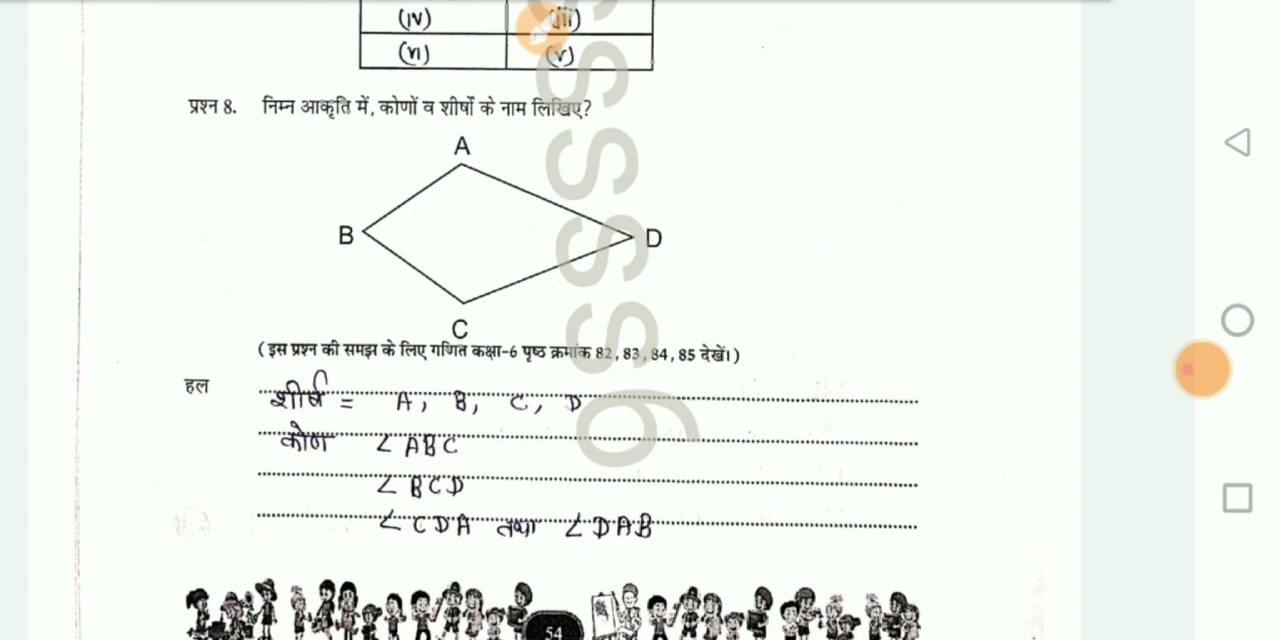 (iv) (iii)
(vi) (v)
प्रश्न 8. निम्न आकृति में, कोणों व शीर्षों के नाम लिखिए?
A
B D
C
(इस प्रश्न की समझ के लिए गणित कक्षा-6 पृष्ठ क्रमांक 82, 83, 84, 85 देखें।)
हल
शीर्ष = A, B, C, D
कोण ∠ ABC
∠ BCD
∠ CDA तथा ∠ DAB
54